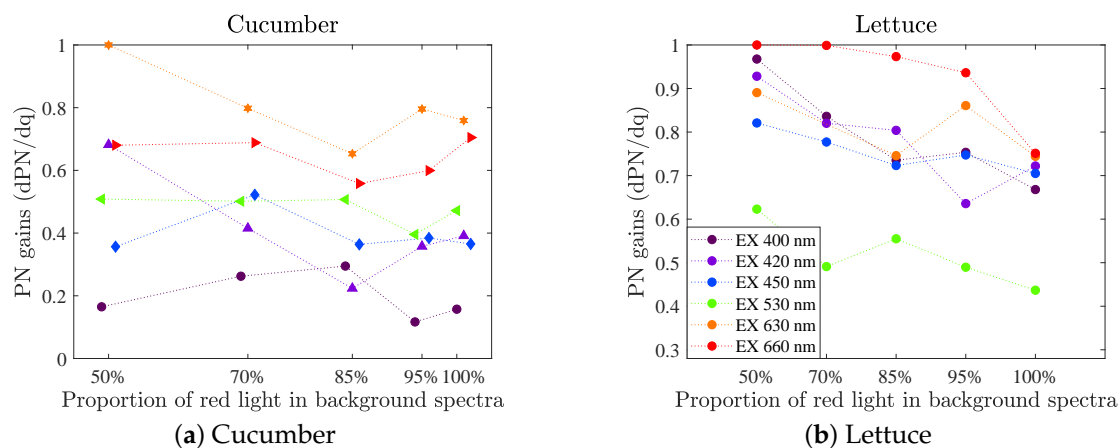 Cucumber
PN gains (dPN/dq)
1
0.8
0.6
0.4
0.2
0
50% 70% 85% 95% 100%
Proportion of red light in background spectra
(a) Cucumber
Lettuce
PN gains (dPN/dq)
1
0.9
0.8
0.7
0.6
0.5
0.4
0.3
EX 400 nm
EX 420 nm
EX 450 nm
EX 530 nm
EX 630 nm
EX 660 nm
50% 70% 85% 95% 100%
Proportion of red light in background spectra
(b) Lettuce